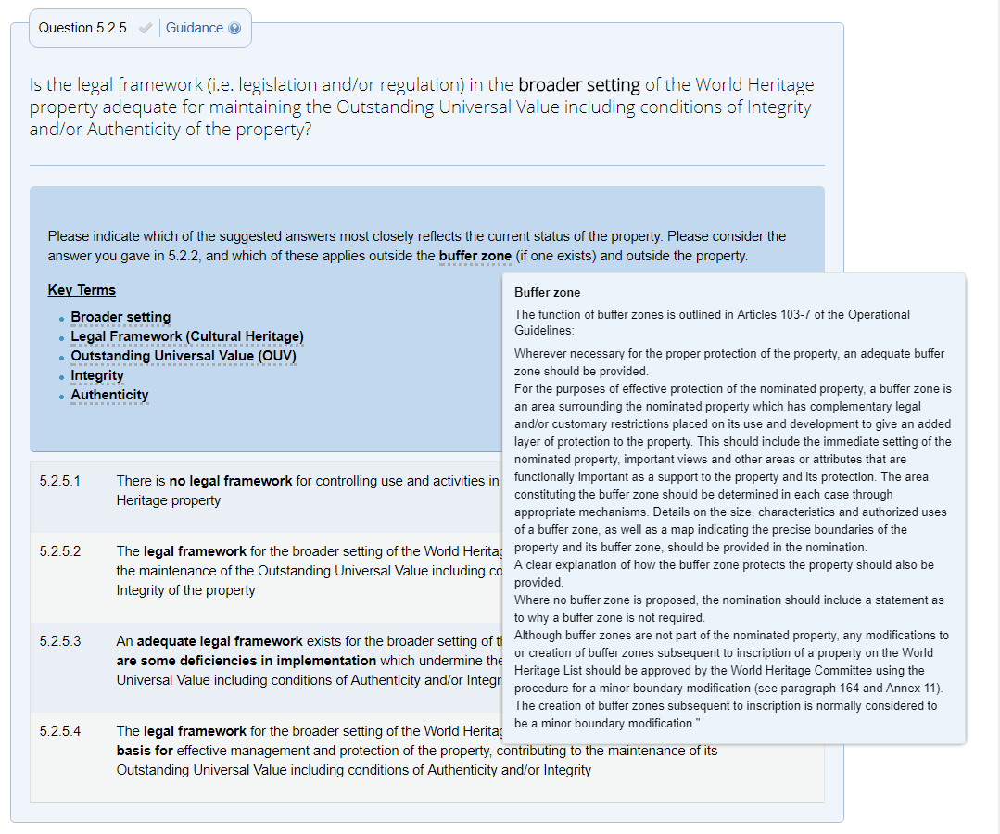 Question 5.2.5
Guidance
Is the legal framework (i.e. legislation and/or regulation) in the broader setting of the World Heritage
property adequate for maintaining the Outstanding Universal Value including conditions of Integrity
and/or Authenticity of the property?
Please indicate which of the suggested answers most closely reflects the current status of the property. Please consider the
answer you gave in 5.2.2, and which of these applies outside the buffer zone (if one exists) and outside the property.
Key Terms
Broader setting
Legal Framework (Cultural Heritage)
Outstanding Universal Value (OUV)
Integrity
Authenticity
Buffer zone
The function of buffer zones is outlined in Articles 103-7 of the Operational
Guidelines:
Wherever necessary for the proper protection of the property, an adequate buffer
zone should be provided.
For the purposes of effective protection of the nominated property, a buffer zone is
an area surrounding the nominated property which has complementary legal
and/or customary restrictions placed on its use and development to give an added
layer of protection to the property. This should include the immediate setting of the
nominated property, important views and other areas or attributes that are
functionally important as a support to the property and its protection. The area
constituting the buffer zone should be determined in each case through
appropriate mechanisms. Details on the size, characteristics and authorized uses
of a buffer zone, as well as a map indicating the precise boundaries of the
property and its buffer zone, should be provided in the nomination.
A clear explanation of how the buffer zone protects the property should also be
provided.
Where no buffer zone is proposed, the nomination should include a statement as
to why a buffer zone is not required.
Although buffer zones are not part of the nominated property, any modifications to
or creation of buffer zones subsequent to inscription of a property on the World
Heritage List should be approved by the World Heritage Committee using the
procedure for a minor boundary modification (see paragraph 164 and Annex 11).
The creation of buffer zones subsequent to inscription is normally considered to
be a minor boundary modification."
5.2.5.1
There is no legal framework for controlling use and activities in
Heritage property
5.2.5.2
The legal framework for the broader setting of the World
the maintenance of the Outstanding Universal Value including
Integrity of the property
5.2.5.3
An adequate legal framework exists for the broader setting of
are some deficiencies in implementation which undermine the
Universal Value including conditions of Authenticity and/or
5.2.5.4
The legal framework for the broader setting of the World
basis for effective management and protection of the property, contributing to the maintenance of its
Outstanding Universal Value including conditions of Authenticity and/or Integrity